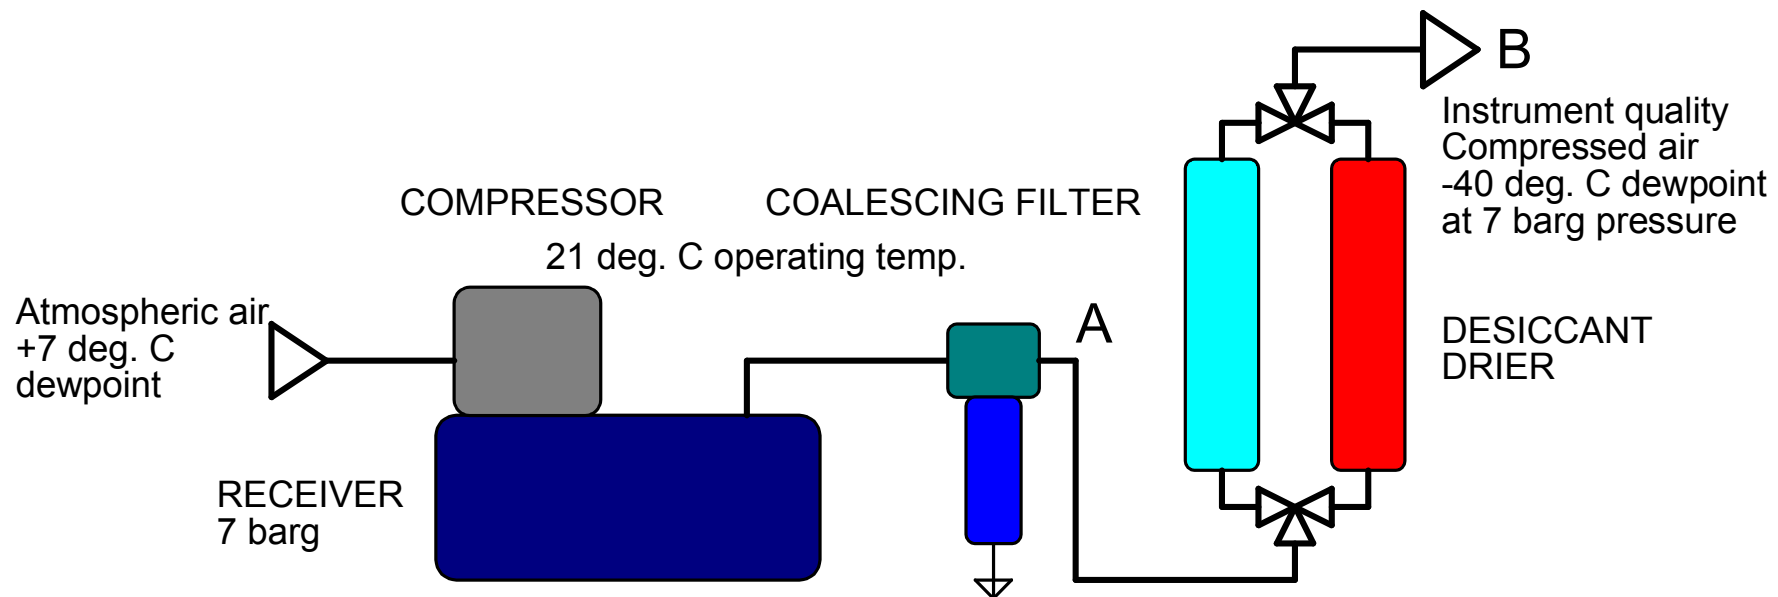 B
Instrument quality
Compressed air
-40 deg. C dewpoint
at 7 barg pressure
COMPRESSOR
COALESCING FILTER
21 deg. C operating temp.
Atmospheric air
+7 deg. C
dewpoint
A
DESICCANT
DRIER
RECEIVER
7 barg